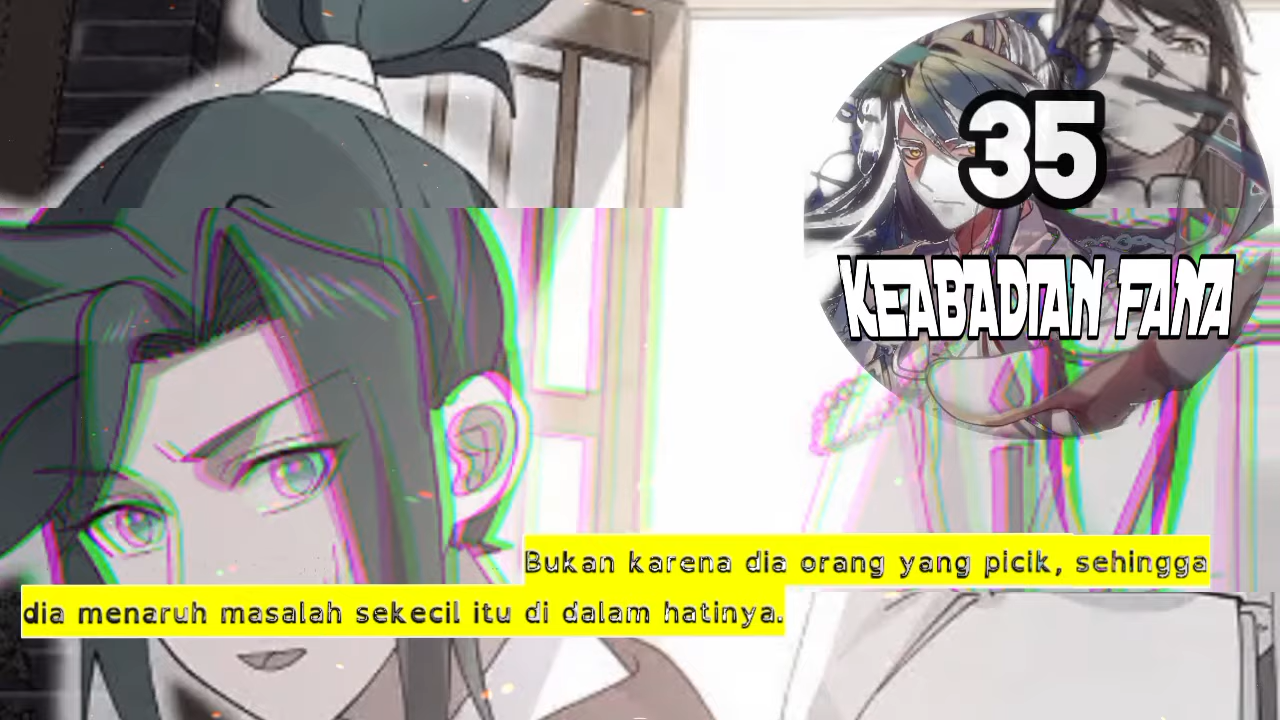 35
KEABADIAN FANA
Bukan karena dia orang yang picik, sehingga
dia menaruh masalah sekecil itu di dalam hatinya.